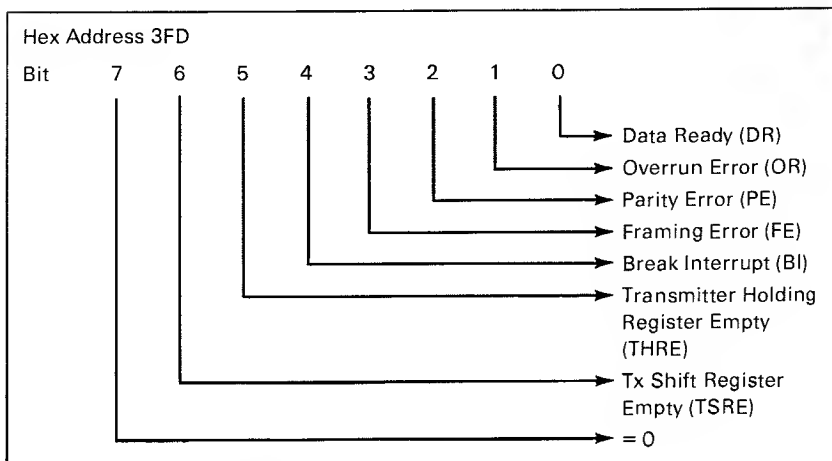 Hex Address 3FD
Bit 7 6 5 4 3 2 1 0
Data Ready (DR)
Overrun Error (OR)
Parity Error (PE)
Framing Error (FE)
Break Interrupt (BI)
Transmitter Holding
Register Empty
(THRE)
Tx Shift Register
Empty (TSRE)
= 0